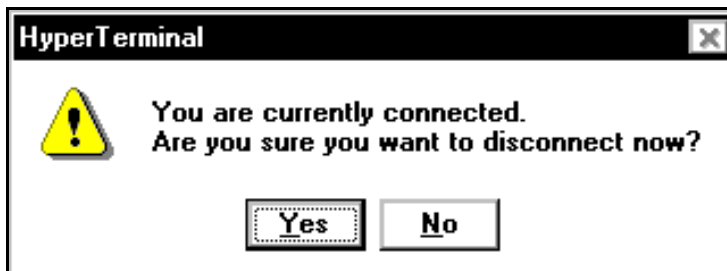 HyperTerminal
You are currently connected.
Are you sure you want to disconnect now?
Yes No